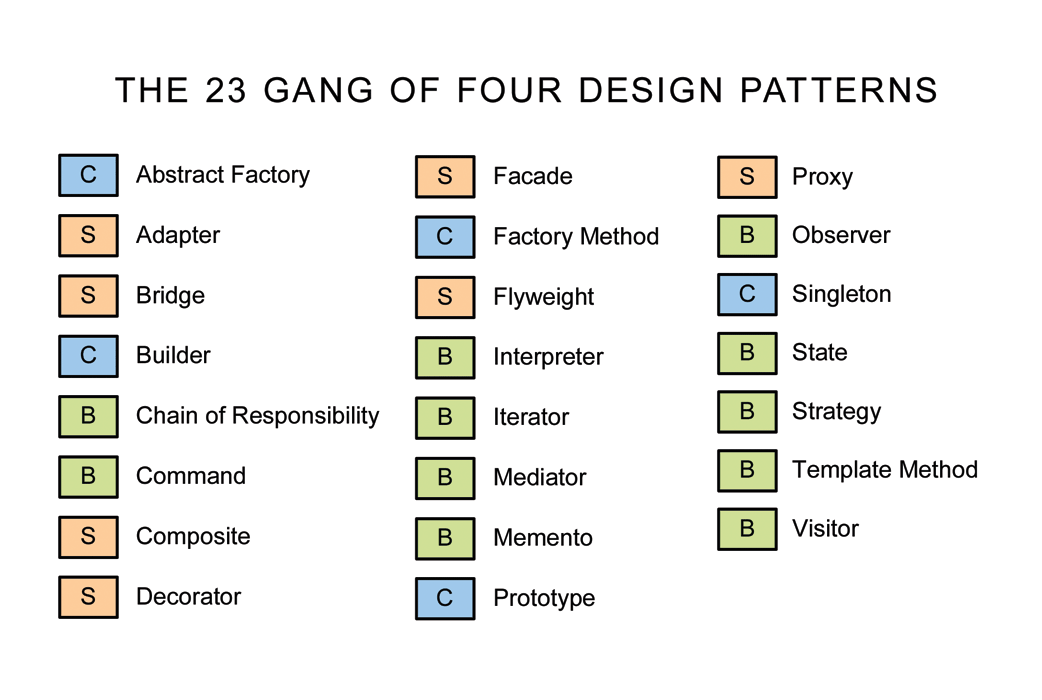 THE 23 GANG OF FOUR DESIGN PATTERNS
C Abstract Factory
S Adapter
S Bridge
C Builder
B Chain of Responsibility
B Command
S Composite
S Decorator
S Facade
C Factory Method
S Flyweight
B Interpreter
B Iterator
B Mediator
B Memento
C Prototype
S Proxy
B Observer
C Singleton
B State
B Strategy
B Template Method
B Visitor